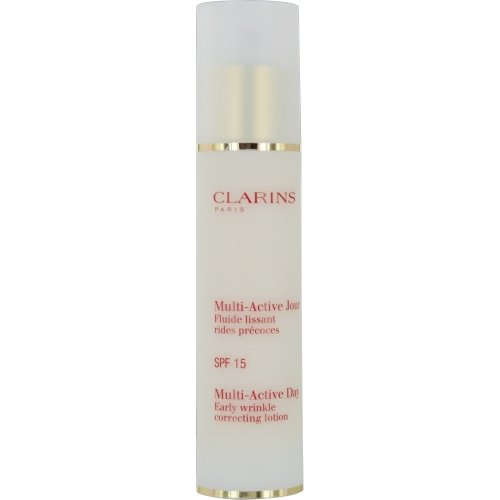 CLARINS
PARIS
Multi-Active Jour
Fluide lissant
rides précoces
SPF 15
Multi-Active Day
Early wrinkle
correcting lotion